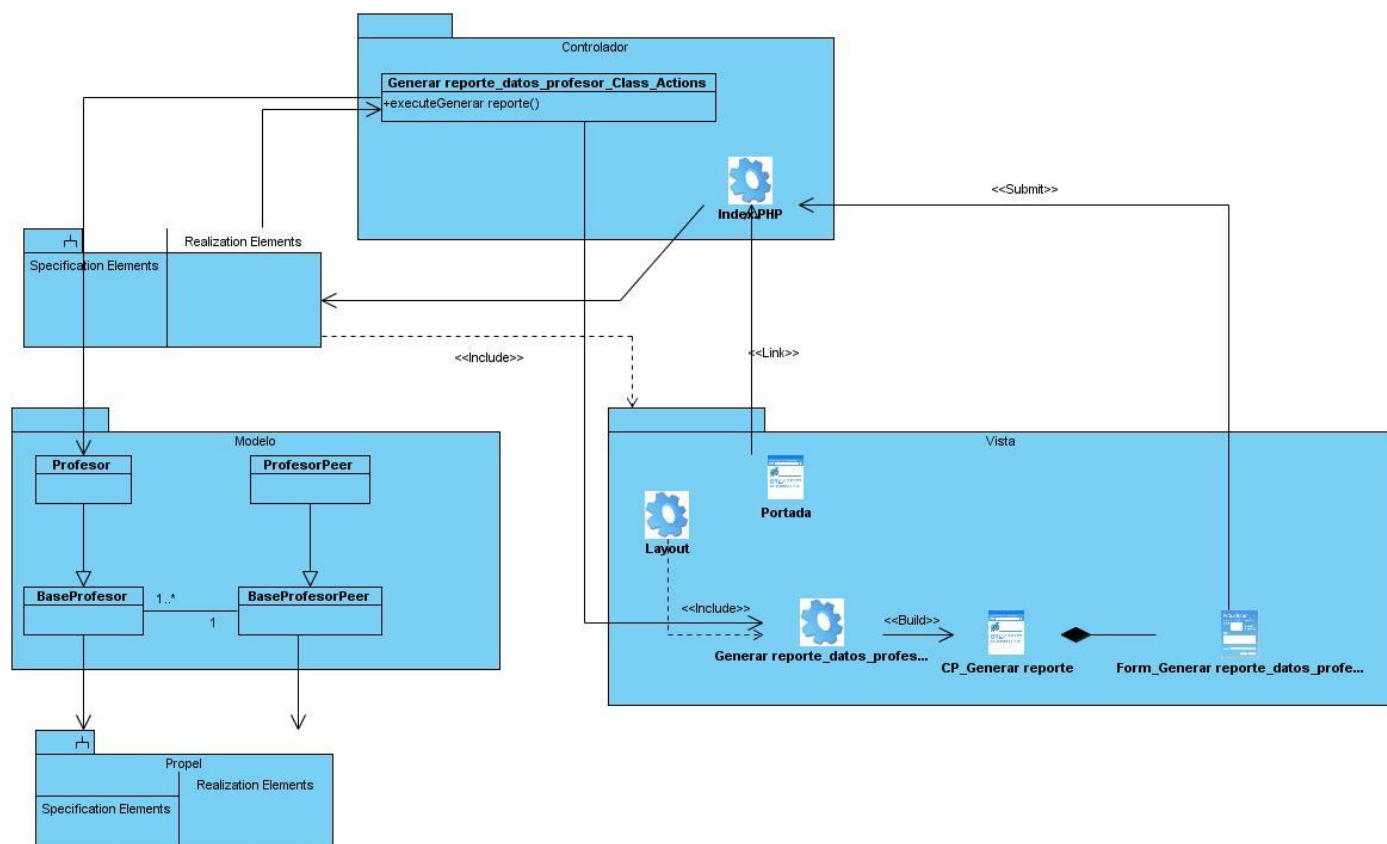 Controlador
Generar reporte_datos_profesor_Class_Actions
+executeGenerar reporte()
Index.PHP
<<Submit>>
Realization Elements
Specification Elements
<<Include>>
<<Link>>
Modelo
Profesor
ProfesorPeer
BaseProfesor
1..*
1
BaseProfesorPeer
Vista
Portada
Layout
<<Include>>
Generar reporte_datos_profes...
<<Build>>
CP_Generar reporte
Form_Generar reporte_datos_profe...
Propel
Realization Elements
Specification Elements